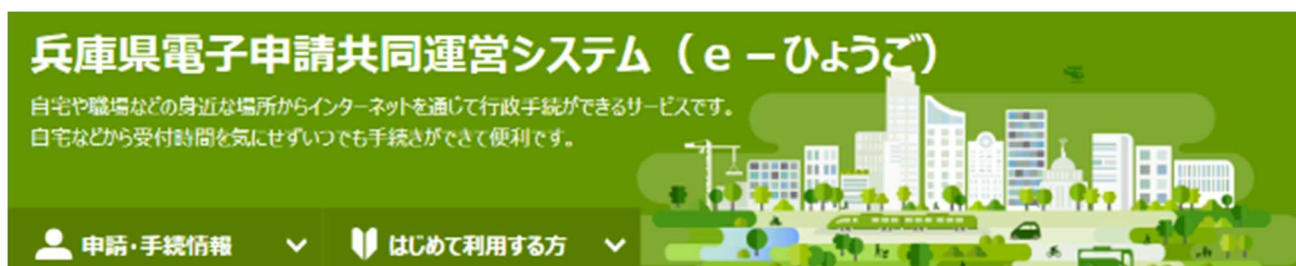 兵庫県電子申請共同運営システム（e－ひょうご）
自宅や職場などの身近な場所からインターネットを通じて行政手続ができるサービスです。
自宅などから受付時間を気にせずいつでも手続きができて便利です。
申請・手続情報
はじめて利用する方